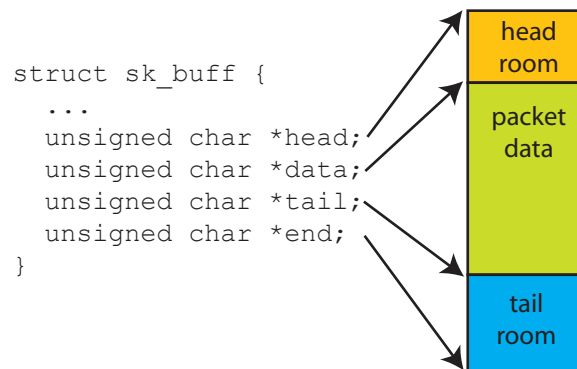 struct sk_buff {
...
unsigned char *head;
unsigned char *data;
unsigned char *tail;
unsigned char *end;
}
head
room
packet
data
tail
room